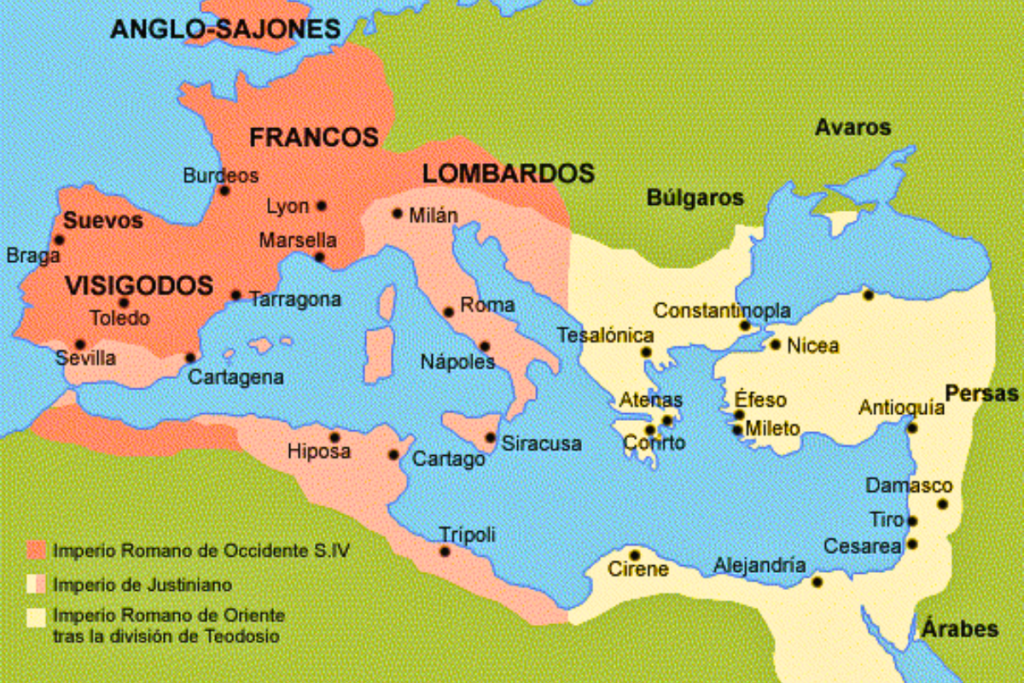 ANGLO-SAJONES
Avaros
FRANCOS
LOMBARDOS
Burdeos
Búlgaros
Lyon
Milán
Suevos
Marsella
Braga
VISIGODOS
Tarragona
Roma
Toledo
Constantinopla
Tesalónica
Nicea
Sevilla
Nápoles
Cartagena
Persas
Atenas
Éfeso
Antioquía
Mileto
Corirto
Hiposa
Cartago
Siracusa
Damasco
Tiro
Trípoli
Cesarea
Imperio Romano de Occidente S.IV
Cirene
Alejandría
Imperio de Justiniano
Imperio Romano de Oriente
tras la división de Teodosio
Árabes